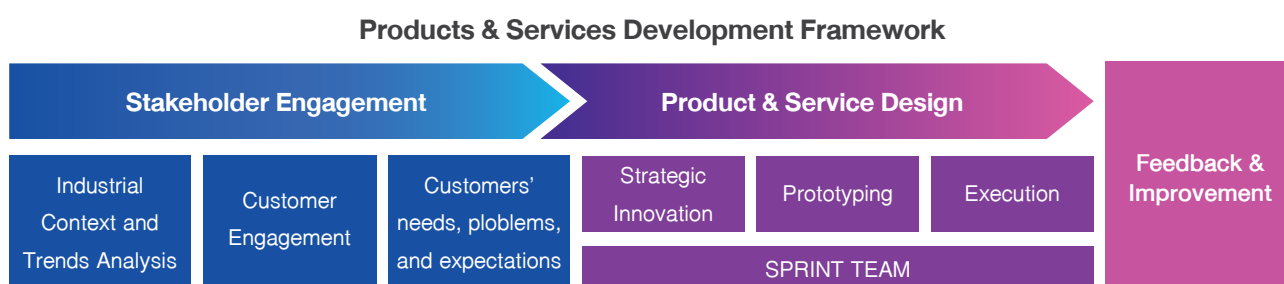 Products & Services Development Framework
Stakeholder Engagement
Product & Service Design
Industrial
Context and
Trends Analysis
Customer
Engagement
Customers'
needs, ploblems,
and expectations
Strategic
Innovation
Prototyping
Execution
SPRINT TEAM
Feedback &
Improvement